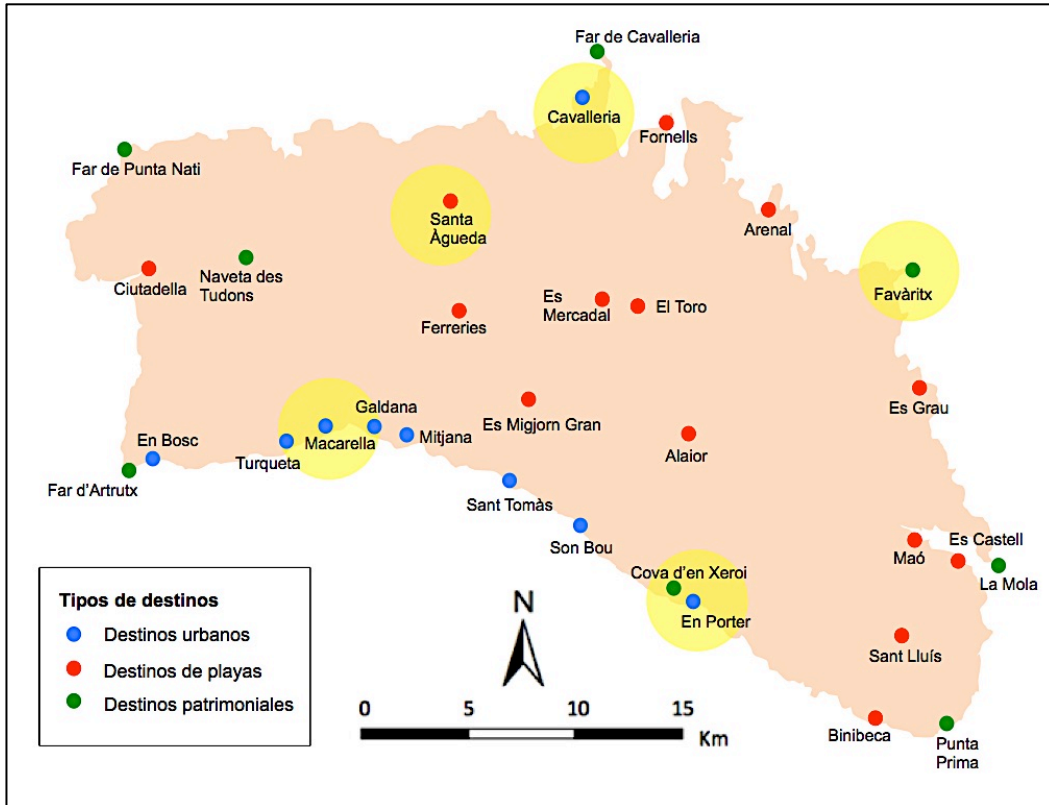 Far de Cavalleria
Cavalleria
Fornells
Far de Punta Nati
Santa
Àgueda
Arenal
Naveta des
Tudons
Ciutadella
Favàritx
Es
Mercadal
El Toro
Ferreries
Es Grau
Galdana
Es Migjorn Gran
En Bosc
Macarella
Mitjana
Turqueta
Alaior
Far d'Artrutx
Sant Tomàs
Son Bou
Es Castell
Maó
Cova d'en Xeroi
La Mola
En Porter
Sant Lluís
Binibeca
Punta
Prima
Tipos de destinos
Destinos urbanos
Destinos de playas
Destinos patrimoniales
N
0 5 10 15
Km